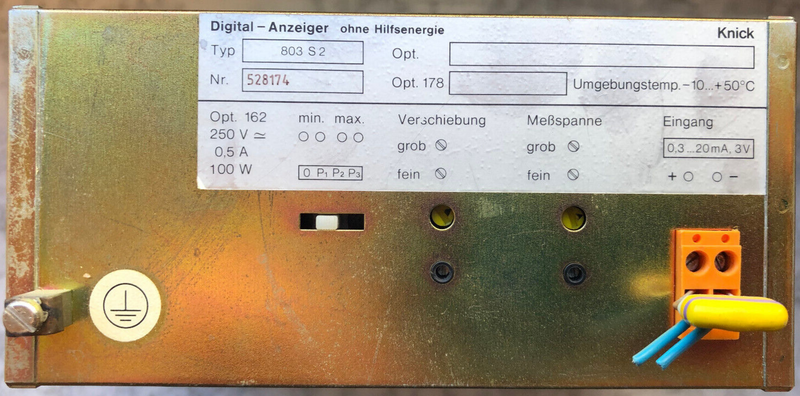 Digital - Anzeiger ohne Hilfsenergie Knick
Typ 803 S 2 Opt.
Nr. 528174 Opt. 178 Umgebungstemp. -10...+50°C
Opt. 162 min. max. Verschiebung Meßspanne Eingang
250 V ≃ grob grob 0,3...20mA, 3V
0,5 A
100 W 0 P1 P2 P3 fein fein + -